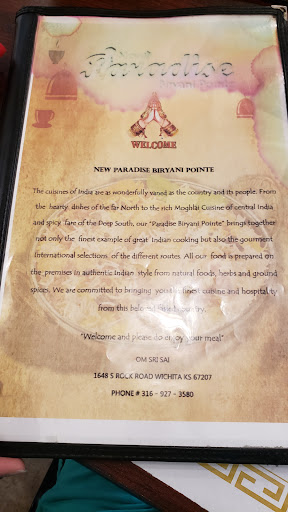 Paradise
Biryani Pointe
WELCOME
NEW PARADISE BIRYANI POINTE
The cuisines of India are as wonderfully varied as the country and its people. From
the hearty dishes of the far North to the rich Moghlai Cuisine of central India
and spicy Fare of the Deep South, our "Paradise Biryani Pointe" brings together
not only the finest example of great Indian cooking but also the gourment
International selections, of the different routes. All our food is prepared on
the premises in authentic Indian style from natural foods, herbs and ground
spices. We are committed to bringing you the finest cuisine and hospitality
from this beloved country.
"Welcome and please do enjoy your meal"
OM SRI SAI
1648 S ROCK ROAD WICHITA KS 67207
PHONE # 316 - 927 - 3580